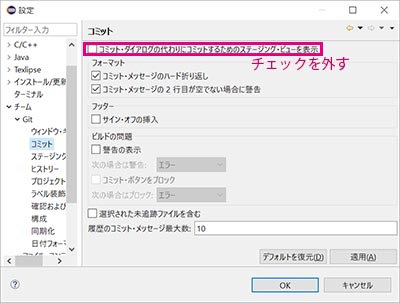 設定
フィルター入力
C/C++
Java
Texlipse
インストール/更新
ターミナル
チーム
Git
ウィンドウ・キ
コミット
ステージング
ヒストリー
プロジェクト
ラベル装飾
確認および
構成
同期化
日付フォーマ
コミット
コミット・ダイアログの代わりにコミットするためのステージング・ビューを表示
チェックを外す
フォーマット
コミット・メッセージのハード折り返し
コミット・メッセージの 2 行目が空でない場合に警告
フッター
サイン・オフの挿入
ビルドの問題
警告の表示
次の場合は警告: エラー
コミット・ボタンをブロック
次の場合はブロック: エラー
選択された未追跡ファイルを含む
履歴のコミット・メッセージ最大数: 10
デフォルトを復元(D)
適用(A)
?
OK
キャンセル